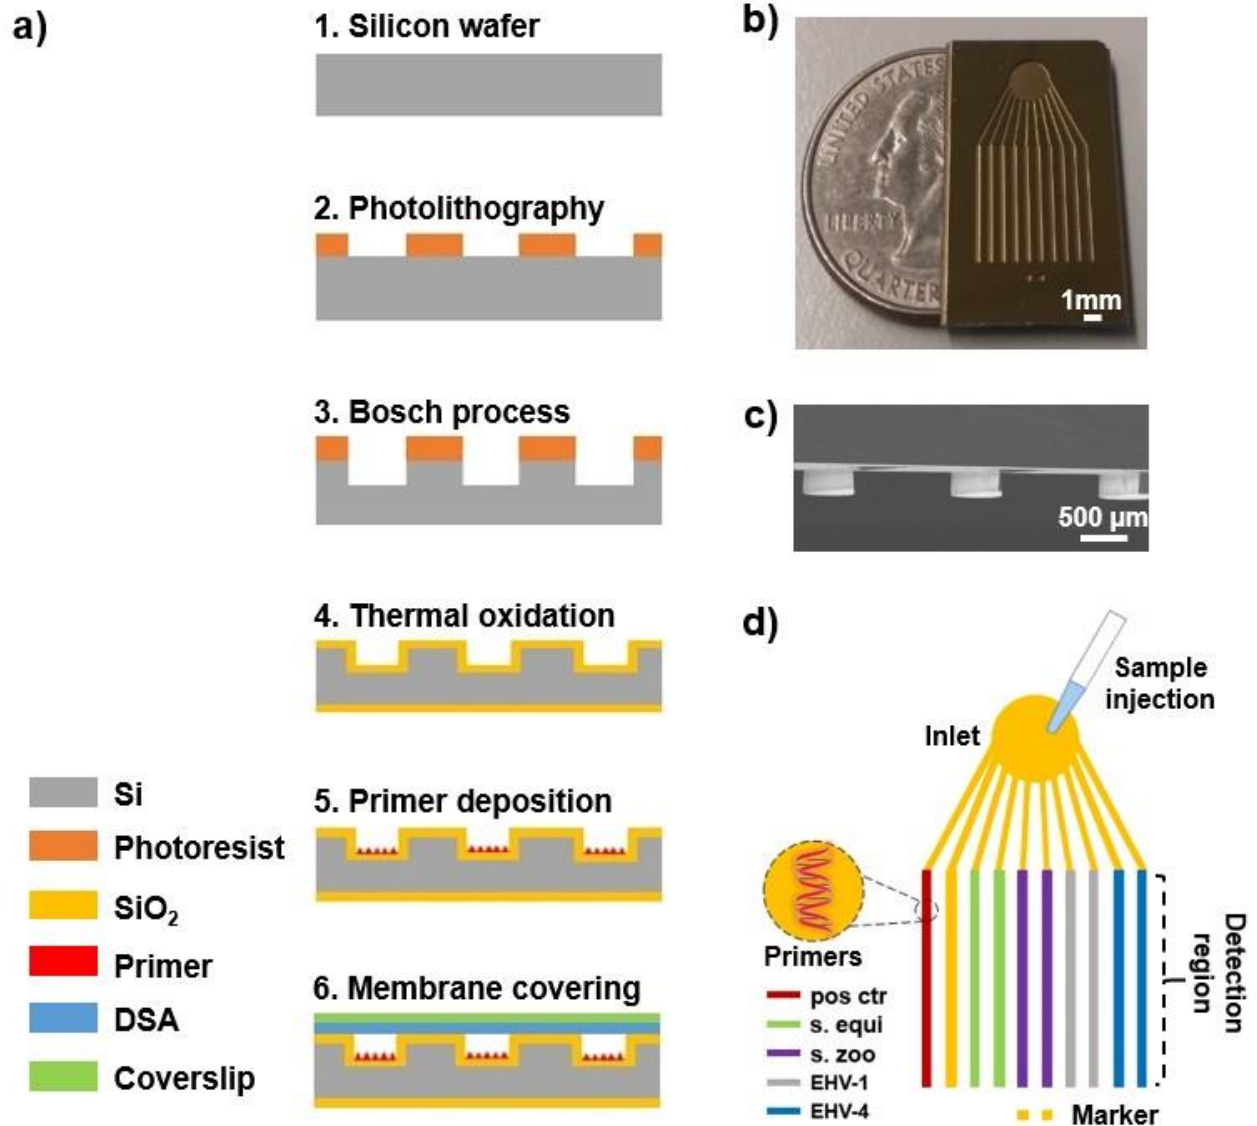 a)
1. Silicon wafer
2. Photolithography
3. Bosch process
4. Thermal oxidation
5. Primer deposition
6. Membrane covering
Si
Photoresist
SiO₂
Primer
DSA
Coverslip
b)
UNITED STATES
LIBERTY
QUARTER
1mm
c)
500 µm
d)
Sample
injection
Inlet
Primers
pos ctr
s. equi
s. zoo
EHV-1
EHV-4
Detection
region
Marker